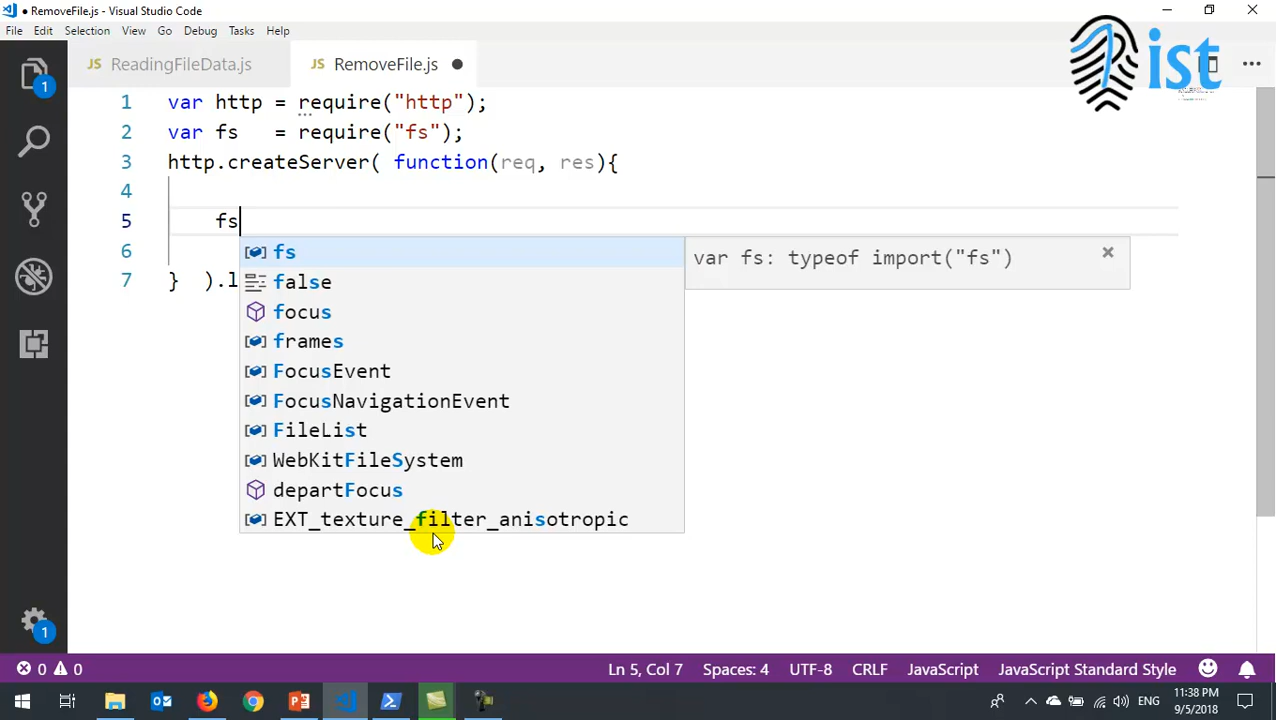 ● RemoveFile.js - Visual Studio Code
File Edit Selection View Go Debug Tasks Help
JS ReadingFileData.js JS RemoveFile.js ●
ist
1 var http = require("http");
2 var fs = require("fs");
3 http.createServer( function(req, res){
4
5 fs
6
7 } ).l
fs
false
focus
frames
FocusEvent
FocusNavigationEvent
FileList
WebKitFileSystem
departFocus
EXT_texture_filter_anisotropic
var fs: typeof import("fs")
1
1
0 0 Ln 5, Col 7 Spaces: 4 UTF-8 CRLF JavaScript JavaScript Standard Style
ENG 11:38 PM
9/5/2018